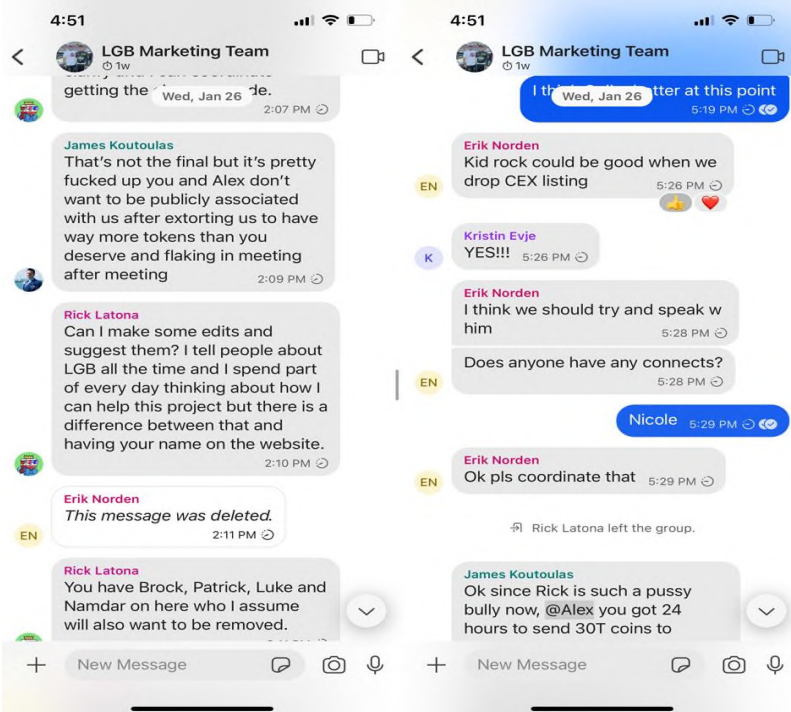 4:51
LGB Marketing Team
1w
getting the
de.
Wed, Jan 26
2:07 PM
James Koutoulas
That's not the final but it's pretty
fucked up you and Alex don't
want to be publicly associated
with us after extorting us to have
way more tokens than you
deserve and flaking in meeting
after meeting
2:09 PM
Rick Latona
Can I make some edits and
suggest them? I tell people about
LGB all the time and I spend part
of every day thinking about how I
can help this project but there is a
difference between that and
having your name on the website.
2:10 PM
Erik Norden
This message was deleted.
2:11 PM
EN
Rick Latona
You have Brock, Patrick, Luke and
Namdar on here who I assume
will also want to be removed.
New Message
4:51
LGB Marketing Team
1w
Wed, Jan 26
at this point
5:19 PM
Erik Norden
Kid rock could be good when we
drop CEX listing
5:26 PM
EN
Kristin Evje
YES!!! 5:26 PM
K
Erik Norden
I think we should try and speak w
him
5:28 PM
Does anyone have any connects?
5:28 PM
EN
Nicole 5:29 PM
Erik Norden
Ok pls coordinate that 5:29 PM
EN
Rick Latona left the group.
James Koutoulas
Ok since Rick is such a pussy
bully now, @Alex you got 24
hours to send 30T coins to
New Message